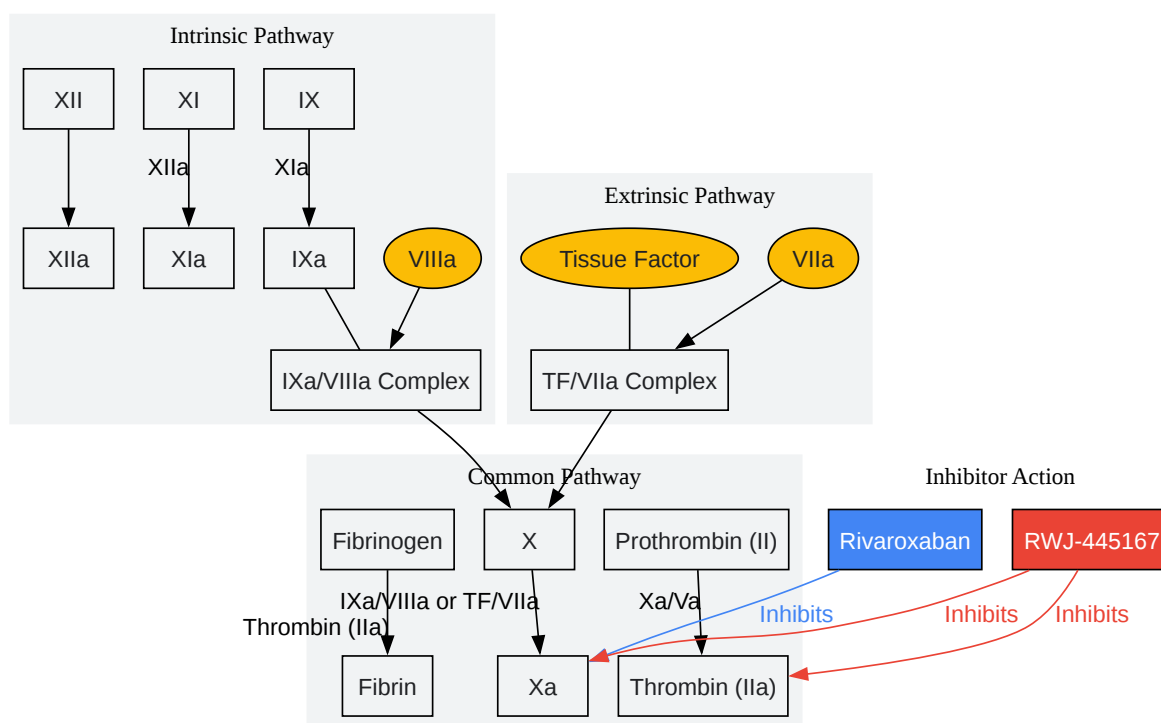 Intrinsic Pathway
XII
XI
IX
XIIa
XIa
Extrinsic Pathway
XIIa
XIa
IXa
VIIIa
Tissue Factor
VIIa
IXa/VIIIa Complex
TF/VIIa Complex
Common Pathway
Inhibitor Action
Fibrinogen
X
Prothrombin (II)
Rivaroxaban
RWJ-445167
IXa/VIIIa or TF/VIIa
Xa/Va
Inhibits
Inhibits
Inhibits
Thrombin (IIa)
Fibrin
Xa
Thrombin (IIa)